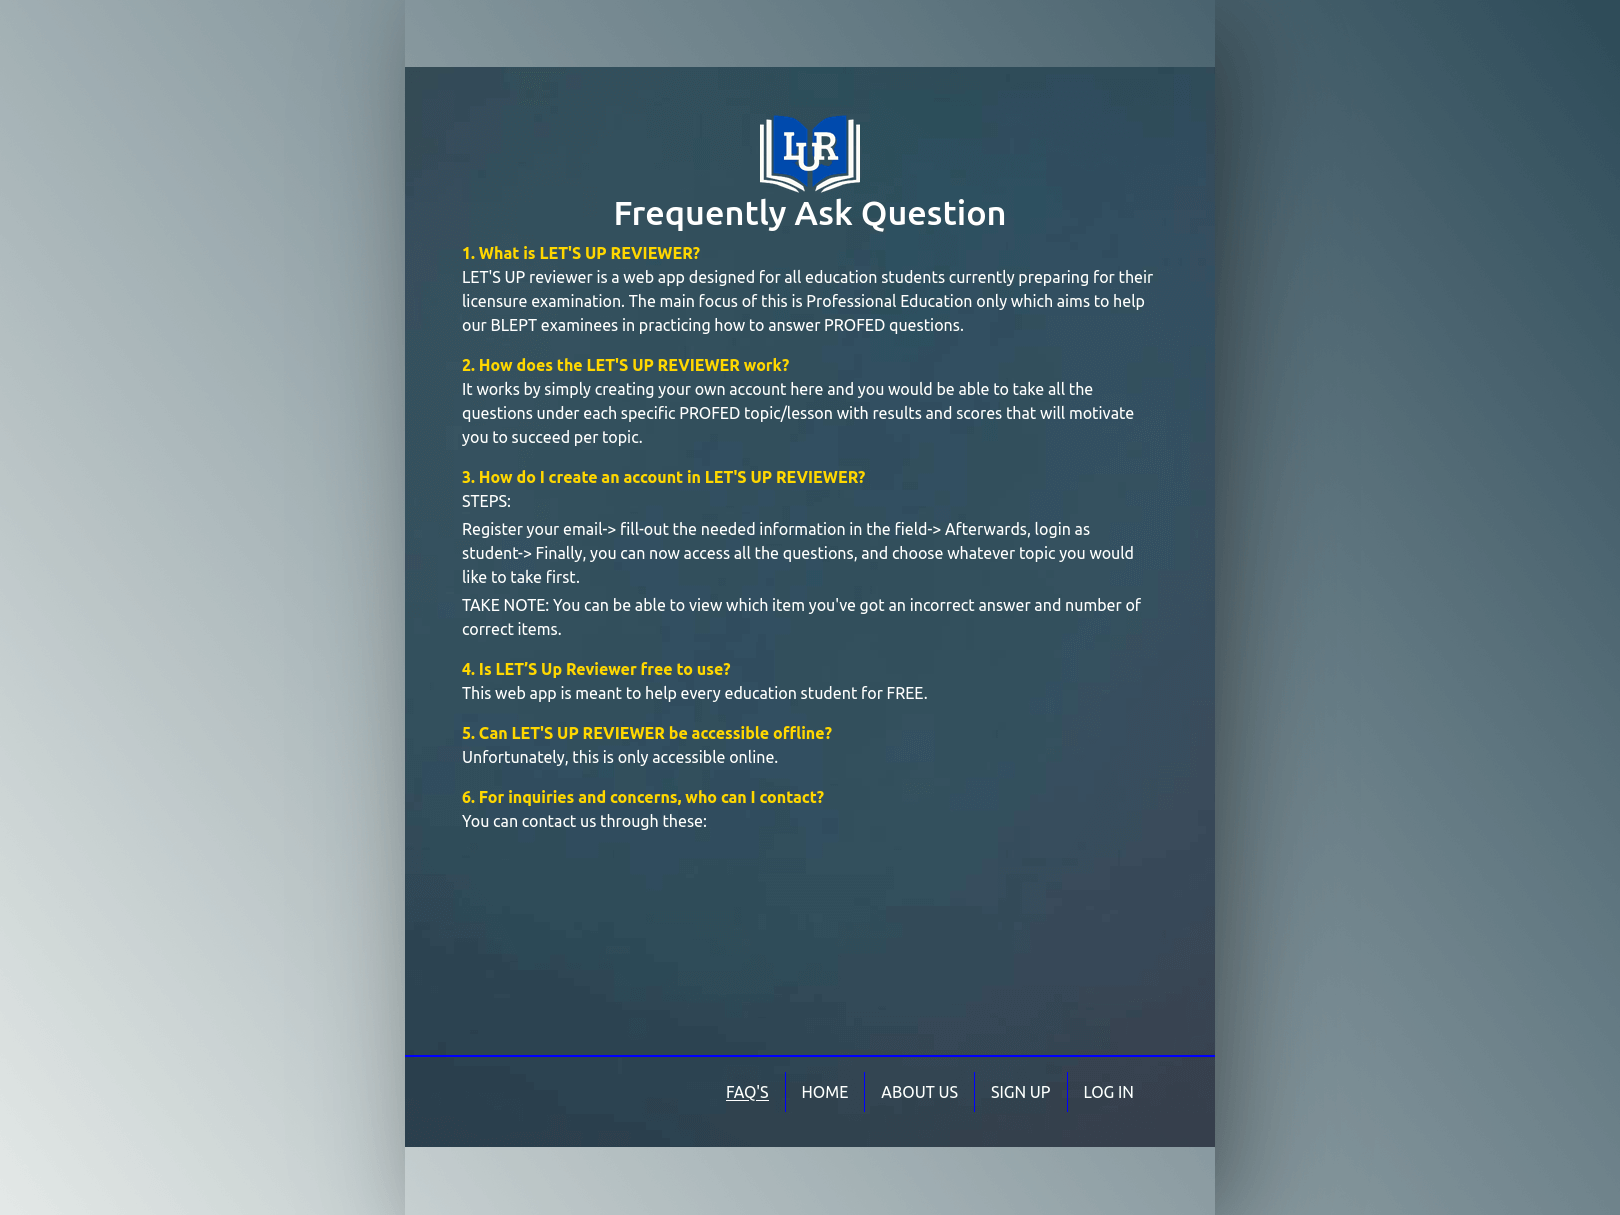 LUR
Frequently Ask Question
1. What is LET'S UP REVIEWER?
LET'S UP reviewer is a web app designed for all education students currently preparing for their
licensure examination. The main focus of this is Professional Education only which aims to help
our BLEPT examinees in practicing how to answer PROFED questions.
2. How does the LET'S UP REVIEWER work?
It works by simply creating your own account here and you would be able to take all the
questions under each specific PROFED topic/lesson with results and scores that will motivate
you to succeed per topic.
3. How do I create an account in LET'S UP REVIEWER?
STEPS:
Register your email-> fill-out the needed information in the field-> Afterwards, login as
student-> Finally, you can now access all the questions, and choose whatever topic you would
like to take first.
TAKE NOTE: You can be able to view which item you've got an incorrect answer and number of
correct items.
4. Is LET’S Up Reviewer free to use?
This web app is meant to help every education student for FREE.
5. Can LET'S UP REVIEWER be accessible offline?
Unfortunately, this is only accessible online.
6. For inquiries and concerns, who can I contact?
You can contact us through these:
FAQ'S HOME ABOUT US SIGN UP LOG IN